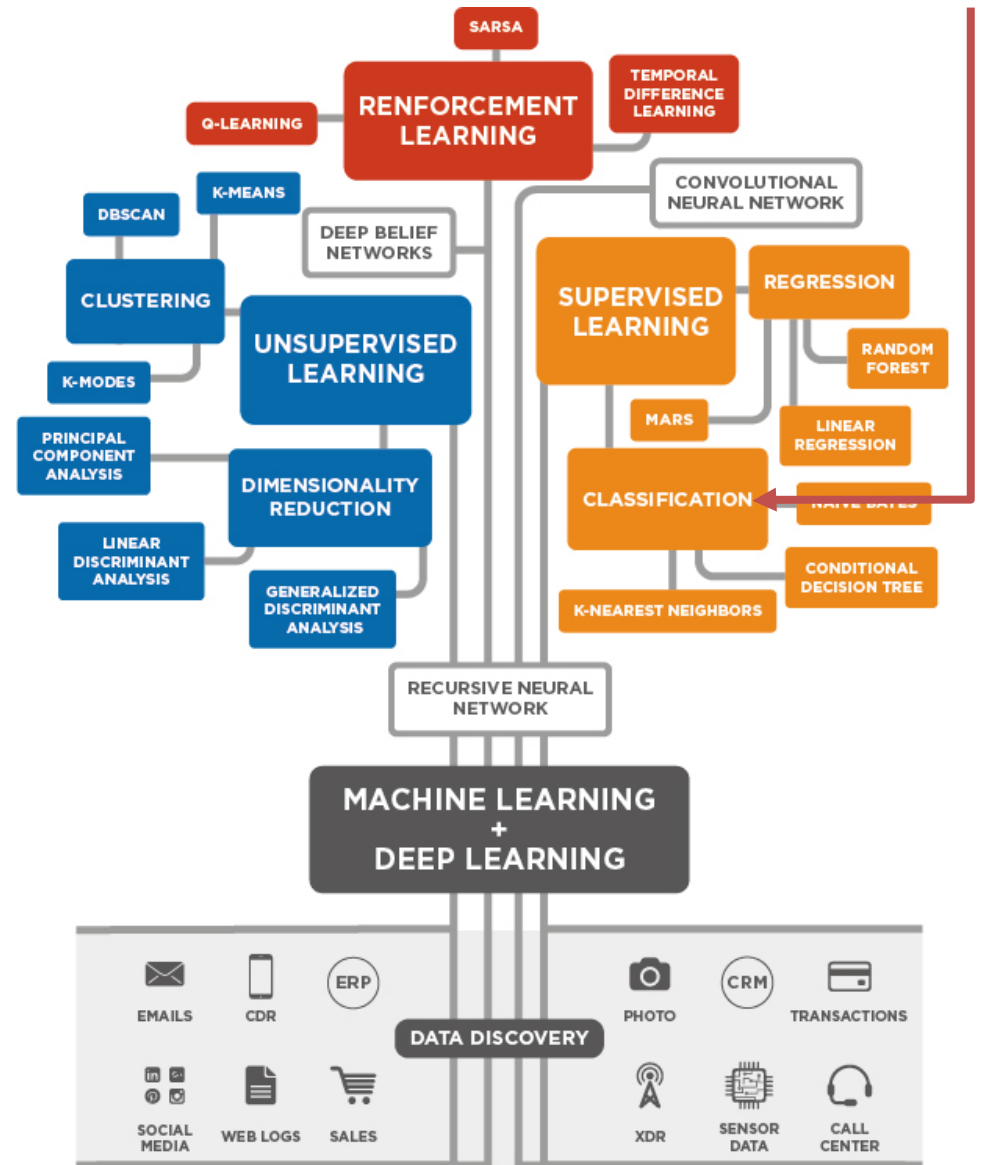 SARSA
RENFORCEMENT
LEARNING
TEMPORAL
DIFFERENCE
LEARNING
Q-LEARNING
CONVOLUTIONAL
NEURAL NETWORK
K-MEANS
DBSCAN
DEEP BELIEF
NETWORKS
CLUSTERING
UNSUPERVISED
LEARNING
K-MODES
PRINCIPAL
COMPONENT
ANALYSIS
DIMENSIONALITY
REDUCTION
LINEAR
DISCRIMINANT
ANALYSIS
GENERALIZED
DISCRIMINANT
ANALYSIS
SUPERVISED
LEARNING
REGRESSION
RANDOM
FOREST
MARS
LINEAR
REGRESSION
CLASSIFICATION
CONDITIONAL
DECISION TREE
K-NEAREST NEIGHBORS
RECURSIVE NEURAL
NETWORK
MACHINE LEARNING
+
DEEP LEARNING
ERP
EMAILS
CDR
CRM
PHOTO
TRANSACTIONS
DATA DISCOVERY
in
SOCIAL
MEDIA
WEB LOGS
SALES
XDR
SENSOR
DATA
CALL
CENTER